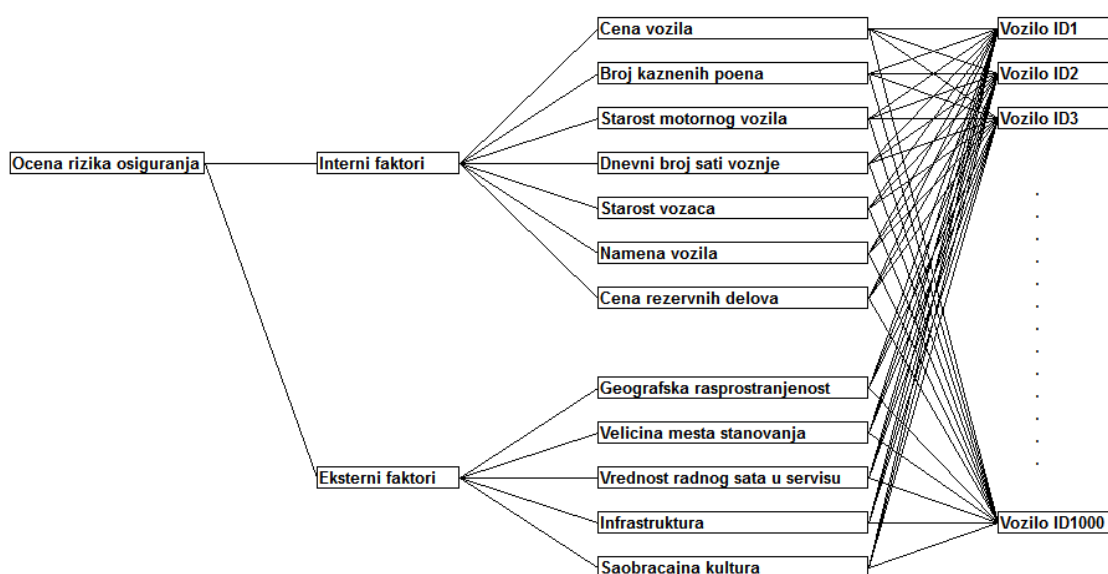 Cena vozila
Vozilo ID1
Broj kaznenih poena
Vozilo ID2
Starost motornog vozila
Vozilo ID3
Ocena rizika osiguranja
Interni faktori
Dnevni broj sati voznje
Starost vozaca
Namena vozila
Cena rezervnih delova
Geografska rasprostranjenost
Velicina mesta stanovanja
Eksterni faktori
Vrednost radnog sata u servisu
Infrastruktura
Vozilo ID1000
Saobracajna kultura